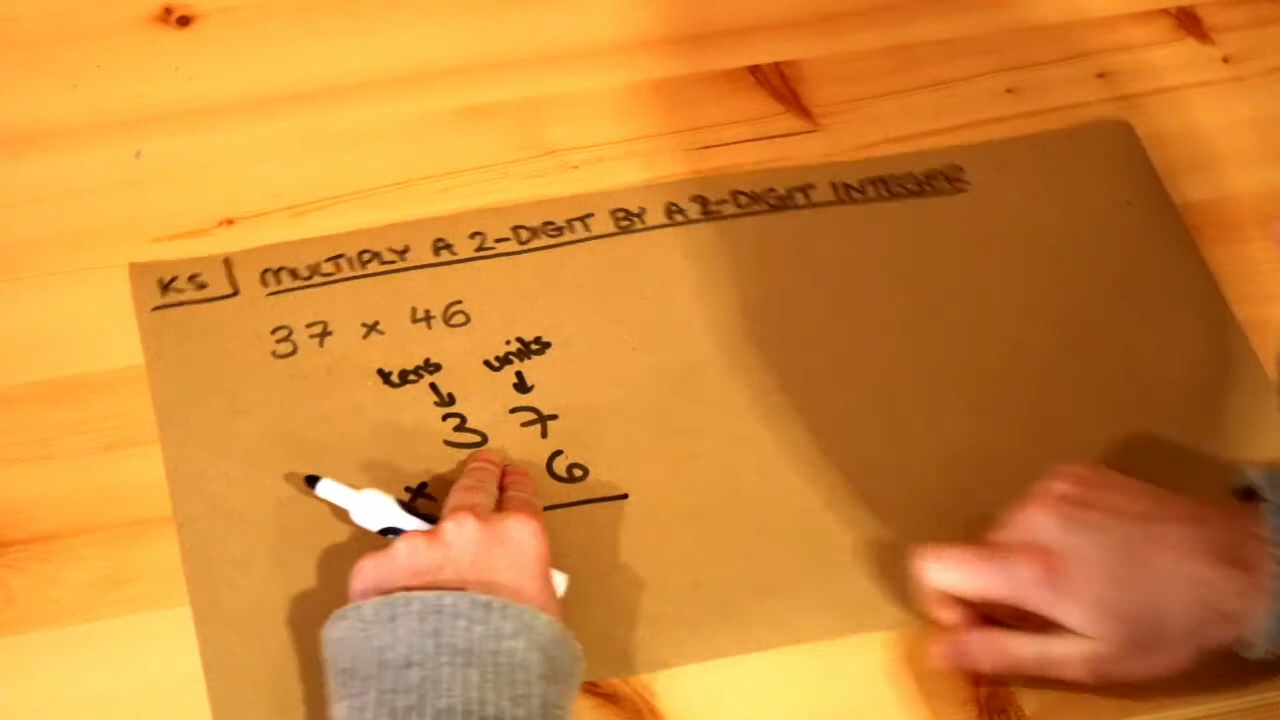 KS MULTIPLY A 2-DIGIT BY A 2-DIGIT INTEGER
37 × 46
tens units
↓ ↓
3 7
× 6